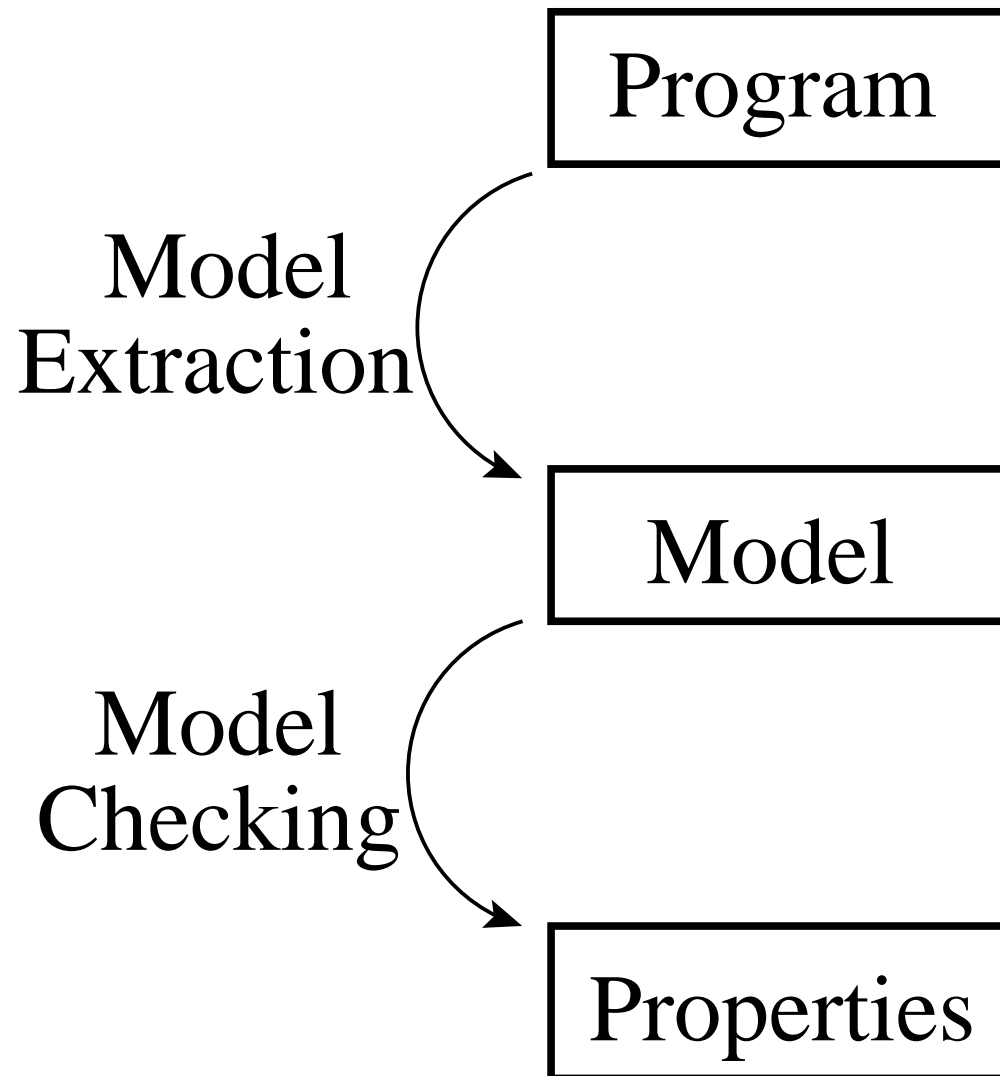 Program
Model
Extraction
Model
Model
Checking
Properties